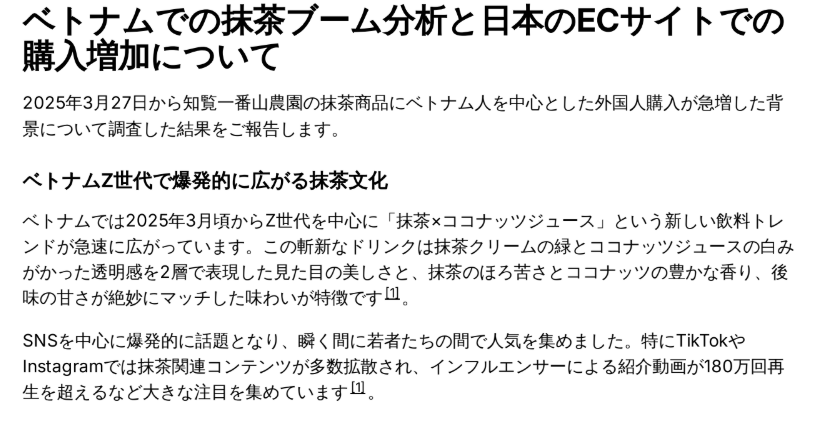 ベトナムでの抹茶ブーム分析と日本のECサイトでの
購入増加について
2025年3月27日から知覧一番山農園の抹茶商品にベトナム人を中心とした外国人購入が急増した背
景について調査した結果をご報告します。
ベトナムZ世代で爆発的に広がる抹茶文化
ベトナムでは2025年3月頃からZ世代を中心に「抹茶×ココナッツジュース」という新しい飲料トレ
ンドが急速に広がっています。この斬新なドリンクは抹茶クリームの緑とココナッツジュースの白み
がかった透明感を2層で表現した見た目の美しさと、抹茶のほろ苦さとココナッツの豊かな香り、後
味の甘さが絶妙にマッチした味わいが特徴です[1]。
SNSを中心に爆発的に話題となり、瞬く間に若者たちの間で人気を集めました。特にTikTokや
Instagramでは抹茶関連コンテンツが多数拡散され、インフルエンサーによる紹介動画が180万回再
生を超えるなど大きな注目を集めています[1]。